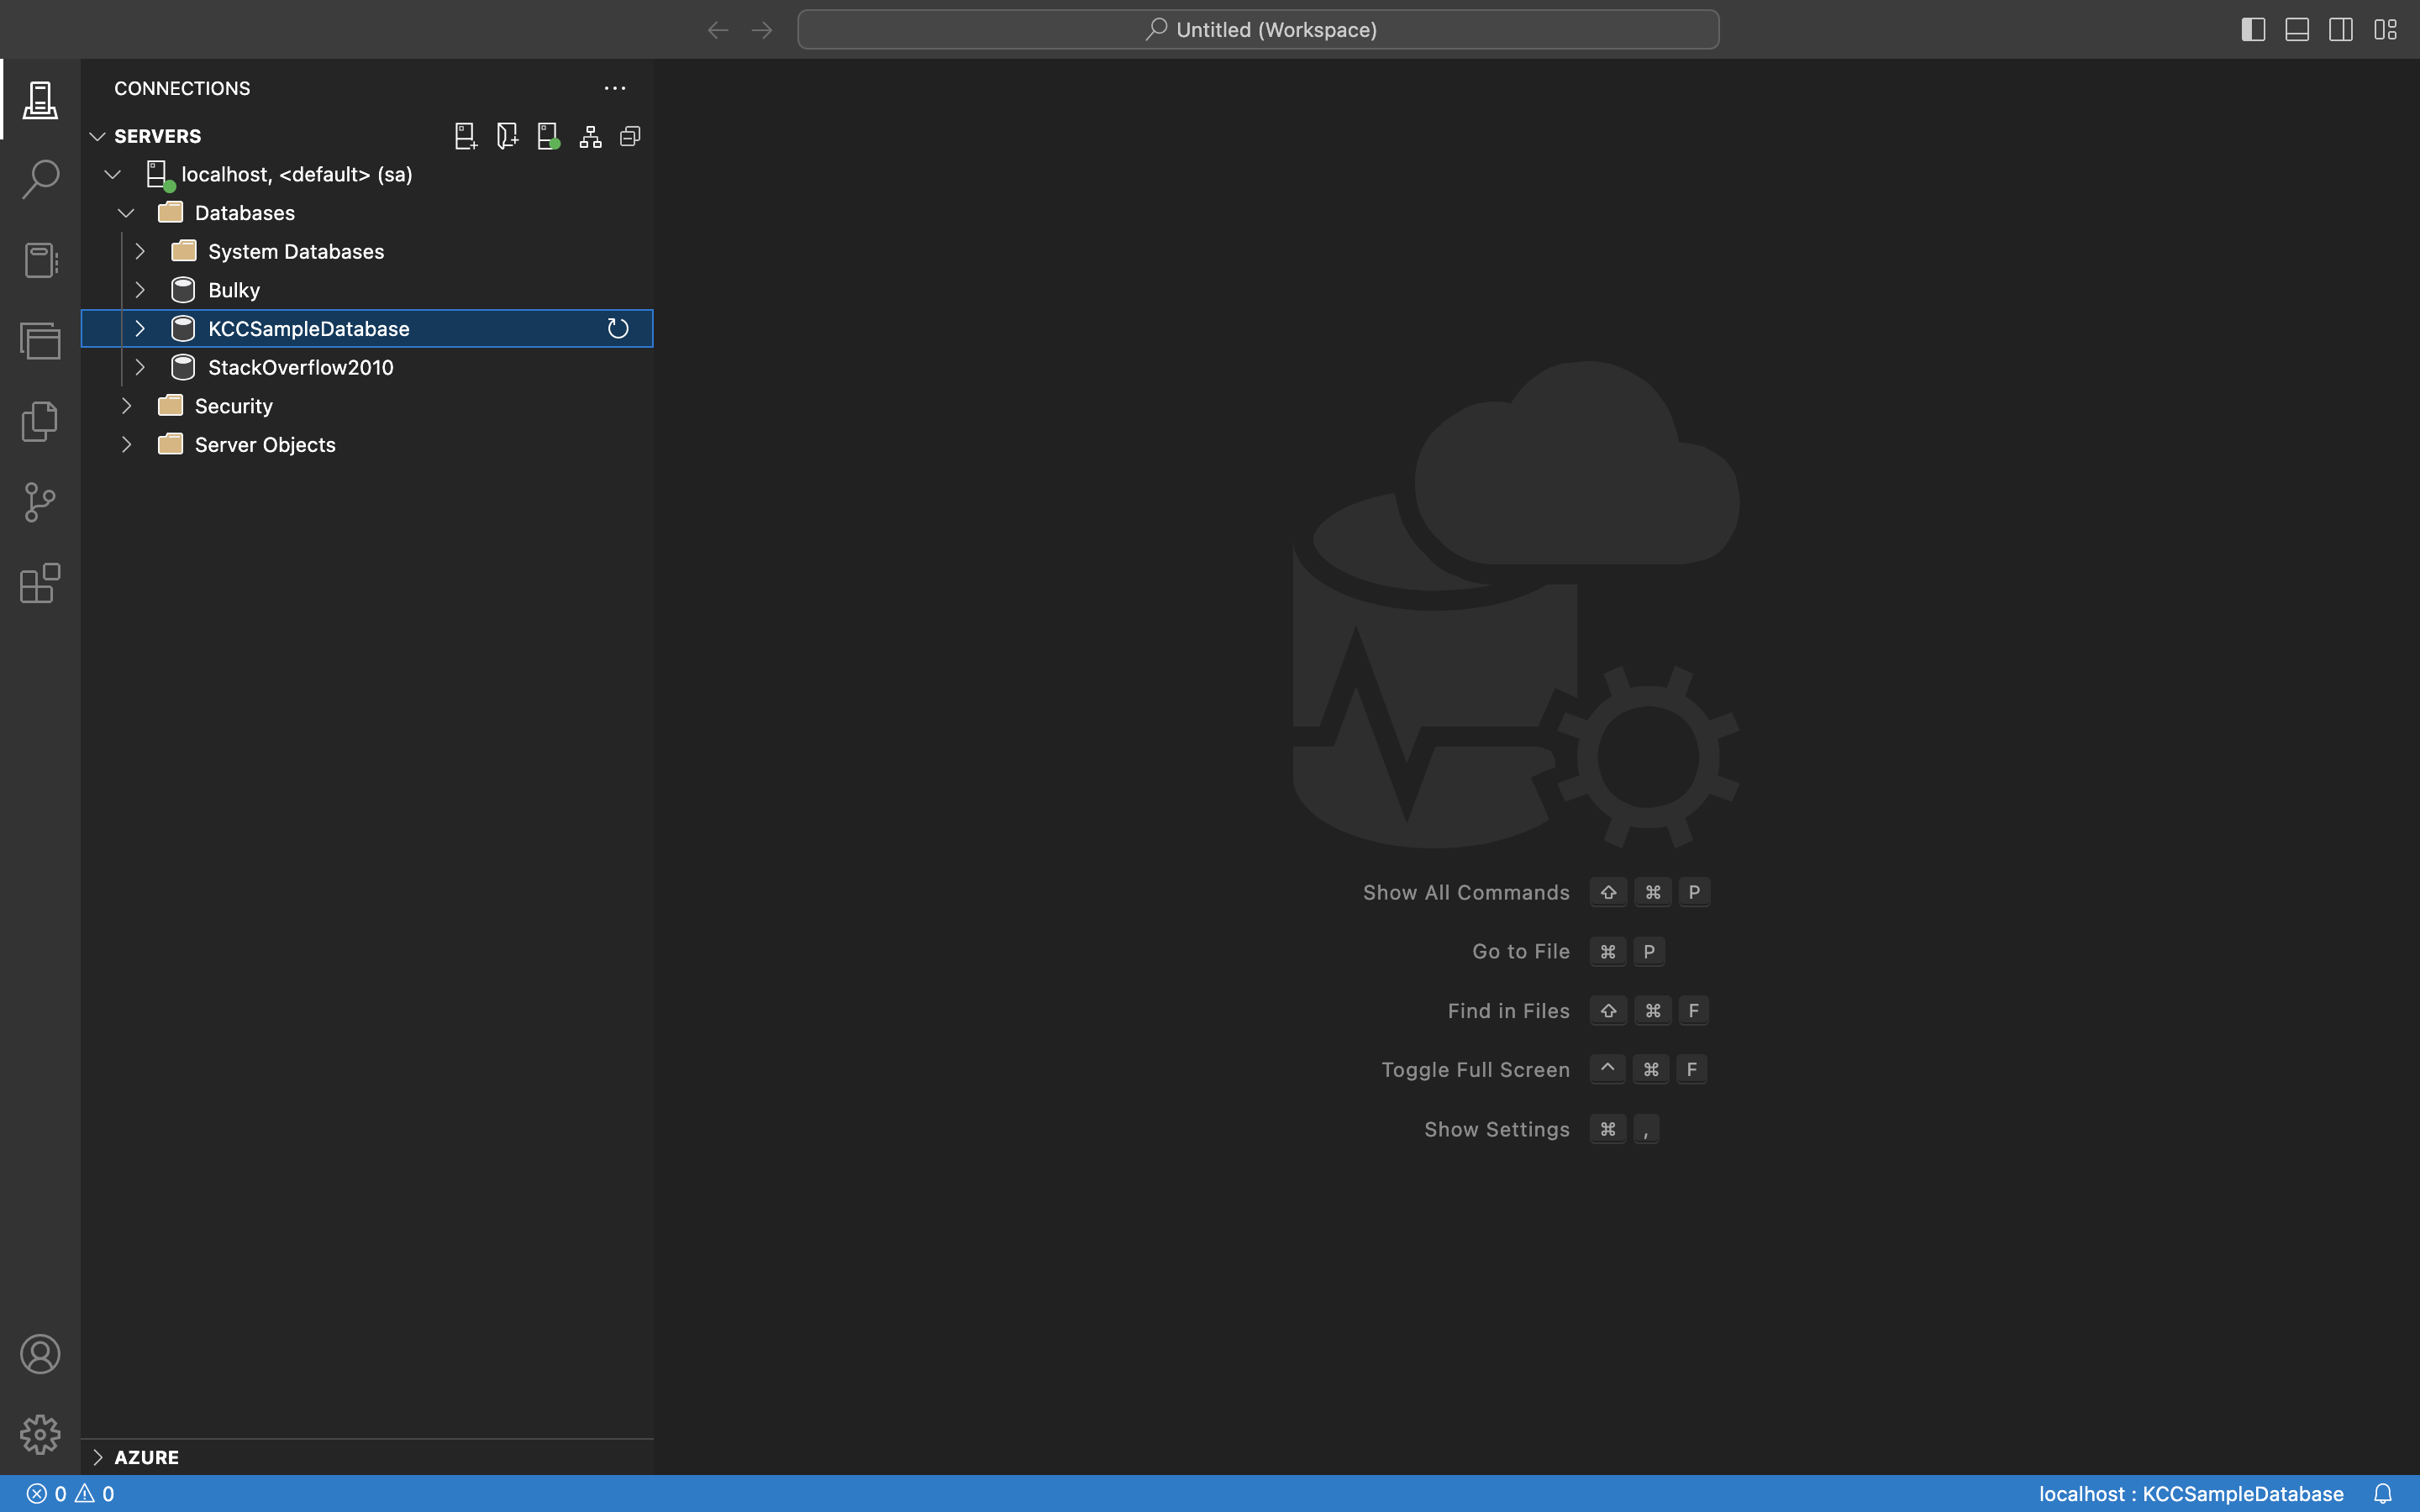 Untitled (Workspace)
CONNECTIONS
SERVERS
localhost, <default> (sa)
Databases
System Databases
Bulky
KCCSampleDatabase
StackOverflow2010
Security
Server Objects
Show All Commands ⇧ ⌘ P
Go to File ⌘ P
Find in Files ⇧ ⌘ F
Toggle Full Screen ^ ⌘ F
Show Settings ⌘ ,
AZURE
0 0
localhost : KCCSampleDatabase